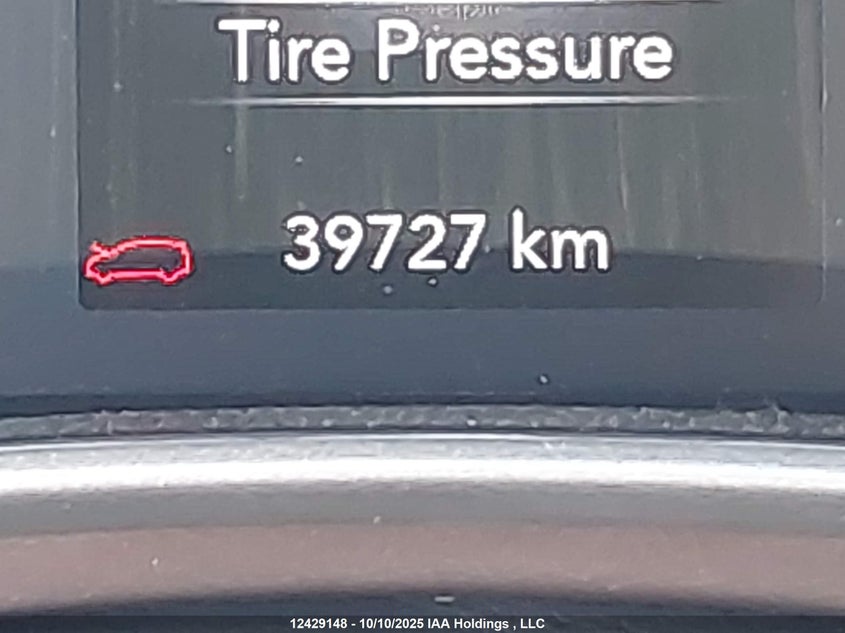 Tire Pressure
39727 km
12429148 - 10/10/2025 IAA Holdings , LLC